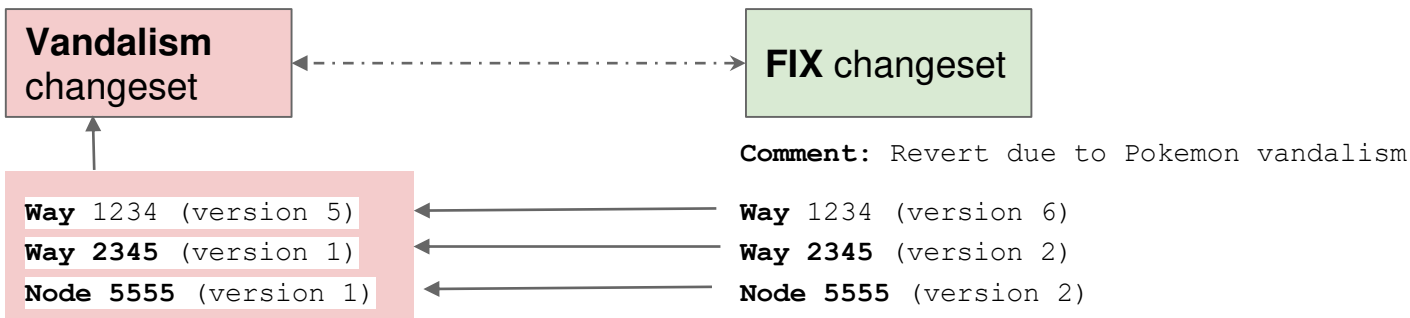 Vandalism
changeset
FIX changeset
Comment: Revert due to Pokemon vandalism
Way 1234 (version 5)
Way 2345 (version 1)
Node 5555 (version 1)
Way 1234 (version 6)
Way 2345 (version 2)
Node 5555 (version 2)